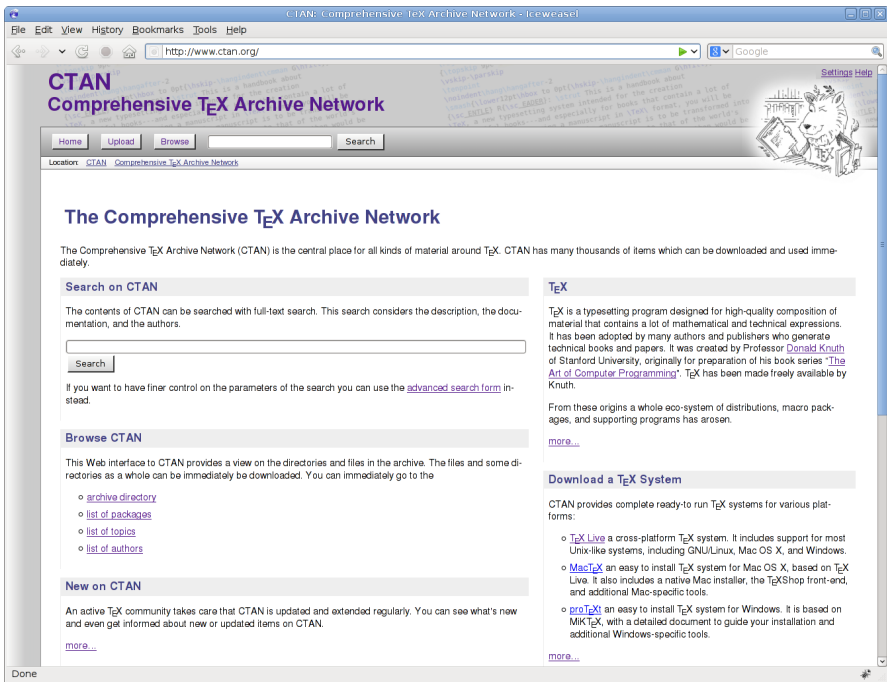 CTAN: Comprehensive TeX Archive Network - Iceweasel
File Edit View History Bookmarks Tools Help
http://www.ctan.org/
Google
Settings Help
CTAN
Comprehensive TEX Archive Network
Home Upload Browse Search
Location: CTAN Comprehensive TEX Archive Network
TEX
The Comprehensive TEX Archive Network
The Comprehensive TEX Archive Network (CTAN) is the central place for all kinds of material around TEX. CTAN has many thousands of items which can be downloaded and used imme-
diately.
Search on CTAN
The contents of CTAN can be searched with full-text search. This search considers the description, the docu-
mentation, and the authors.
Search
If you want to have finer control on the parameters of the search you can use the advanced search form in-
stead.
Browse CTAN
This Web interface to CTAN provides a view on the directories and files in the archive. The files and some di-
rectories as a whole can be immediately be downloaded. You can immediately go to the
archive directory
list of packages
list of topics
list of authors
New on CTAN
An active TEX community takes care that CTAN is updated and extended regularly. You can see what's new
and even get informed about new or updated items on CTAN.
more...
TEX
TEX is a typesetting program designed for high-quality composition of
material that contains a lot of mathematical and technical expressions.
It has been adopted by many authors and publishers who generate
technical books and papers. It was created by Professor Donald Knuth
of Stanford University, originally for preparation of his book series "The
Art of Computer Programming". TEX has been made freely available by
Knuth.
From these origins a whole eco-system of distributions, macro pack-
ages, and supporting programs has arosen.
more...
Download a TEX System
CTAN provides complete ready-to run TEX systems for various plat-
forms:
TEX Live a cross-platform TEX system. It includes support for most
Unix-like systems, including GNU/Linux, Mac OS X, and Windows.
MacTEX an easy to install TEX system for Mac OS X, based on TEX
Live. It also includes a native Mac installer, the TEXShop front-end,
and additional Mac-specific tools.
proTEXt an easy to install TEX system for Windows. It is based on
MiKTEX, with a detailed document to guide your installation and
additional Windows-specific tools.
more...
Done